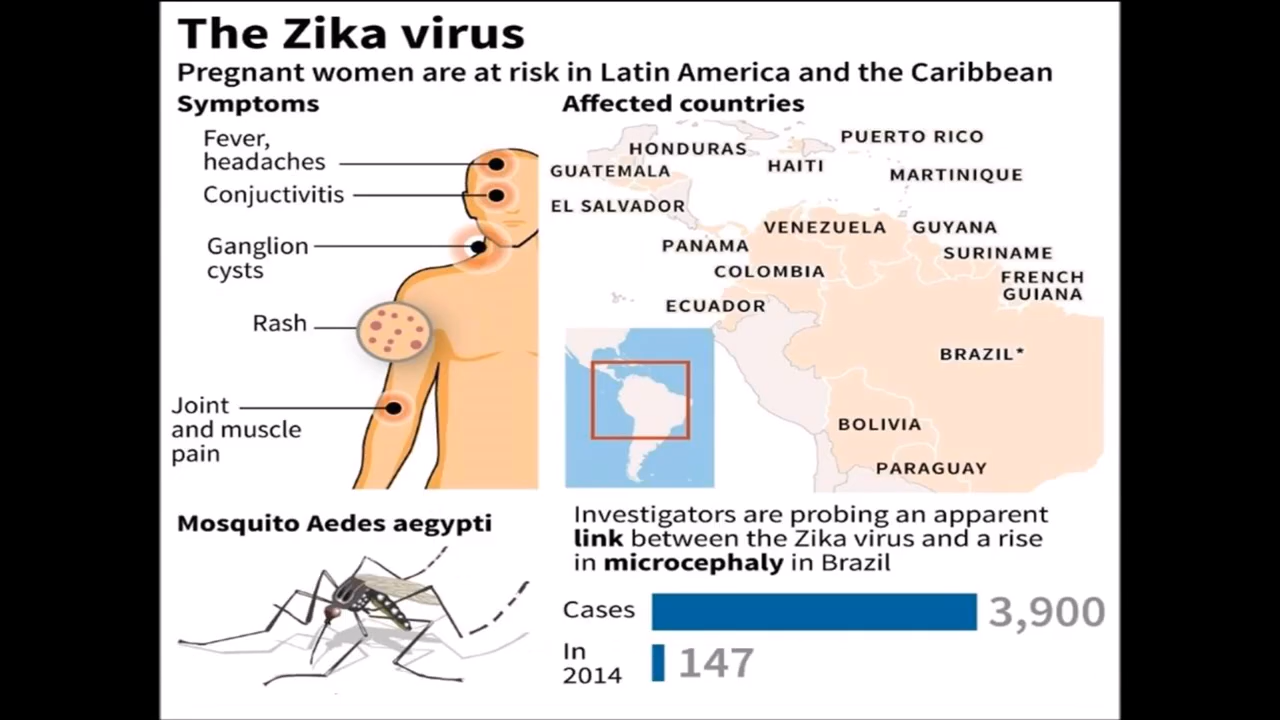 The Zika virus
Pregnant women are at risk in Latin America and the Caribbean
Symptoms
Fever,
headaches
Conjuctivitis
Ganglion
cysts
Rash
Joint
and muscle
pain
Affected countries
PUERTO RICO
HONDURAS
HAITI
GUATEMALA
MARTINIQUE
EL SALVADOR
VENEZUELA
GUYANA
PANAMA
SURINAME
COLOMBIA
FRENCH
GUIANA
ECUADOR
BRAZIL*
BOLIVIA
PARAGUAY
Mosquito Aedes aegypti
Investigators are probing an apparent
link between the Zika virus and a rise
in microcephaly in Brazil
Cases 3,900
In
2014 147